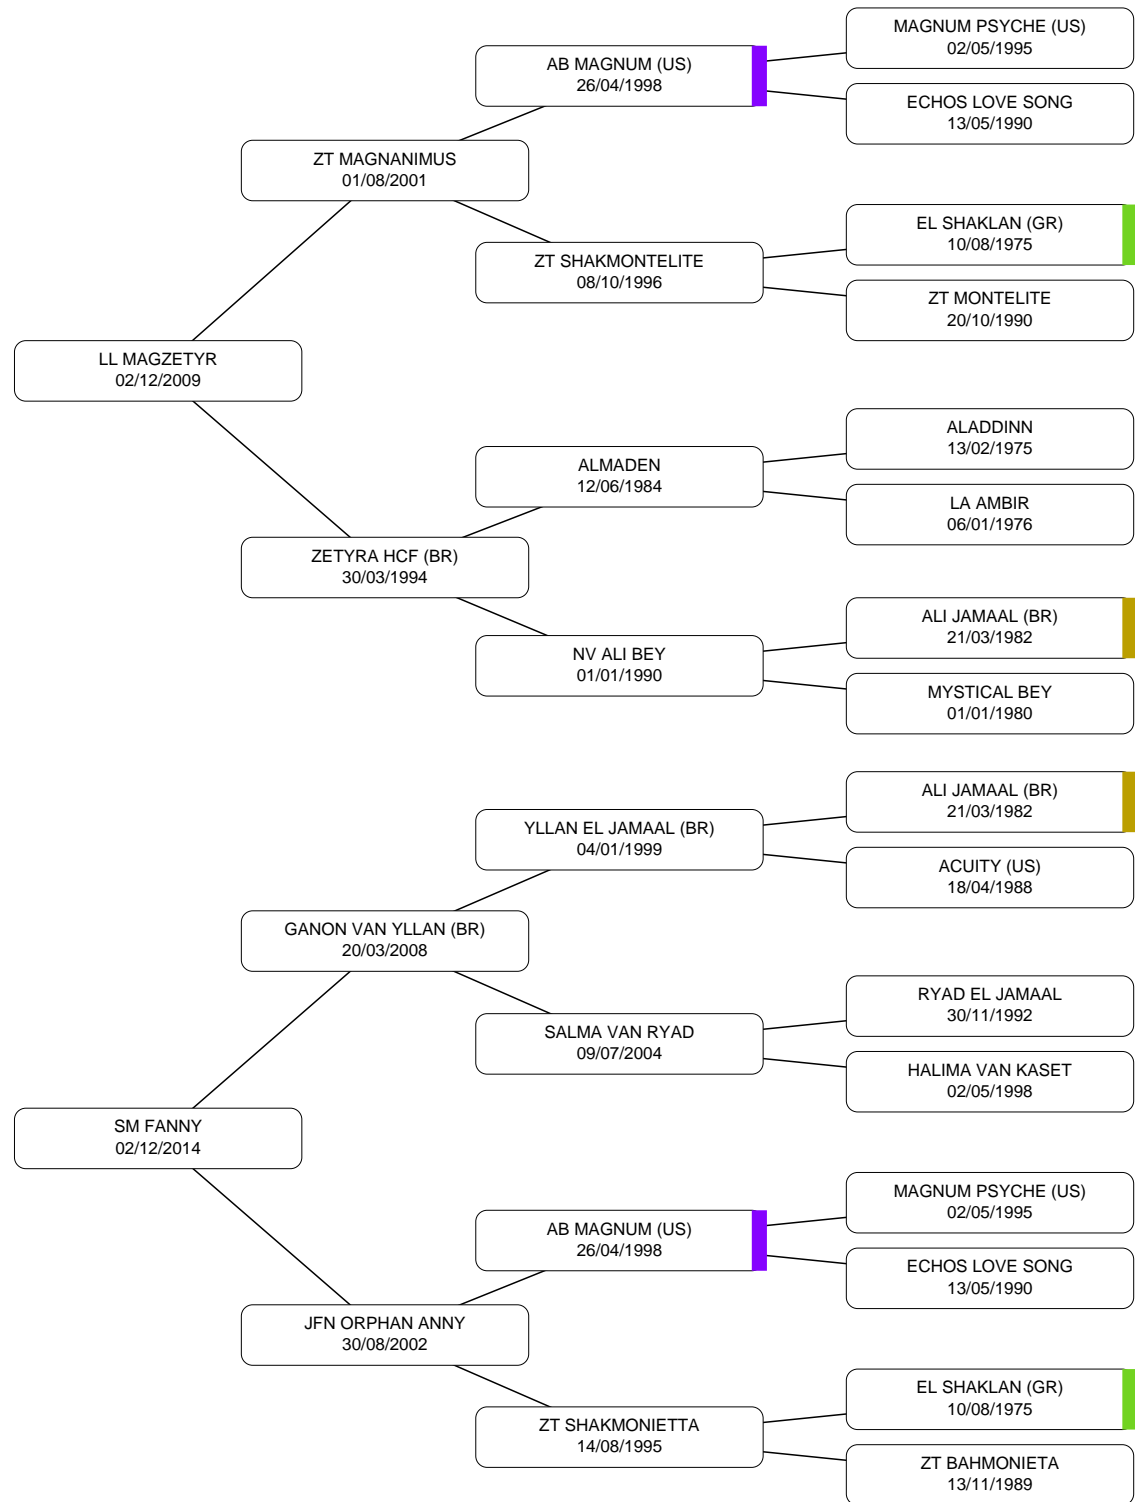 MAGNUM PSYCHE (US)
02/05/1995
AB MAGNUM (US)
26/04/1998
ECHOS LOVE SONG
13/05/1990
ZT MAGNANIMUS
01/08/2001
EL SHAKLAN (GR)
10/08/1975
ZT SHAKMONTELITE
08/10/1996
ZT MONTELITE
20/10/1990
LL MAGZETYR
02/12/2009
ALADDINN
13/02/1975
ALMADEN
12/06/1984
LA AMBIR
06/01/1976
ZETYRA HCF (BR)
30/03/1994
ALI JAMAAL (BR)
21/03/1982
NV ALI BEY
01/01/1990
MYSTICAL BEY
01/01/1980
ALI JAMAAL (BR)
21/03/1982
YLLAN EL JAMAAL (BR)
04/01/1999
ACUITY (US)
18/04/1988
GANON VAN YLLAN (BR)
20/03/2008
RYAD EL JAMAAL
30/11/1992
SALMA VAN RYAD
09/07/2004
HALIMA VAN KASET
02/05/1998
SM FANNY
02/12/2014
MAGNUM PSYCHE (US)
02/05/1995
AB MAGNUM (US)
26/04/1998
ECHOS LOVE SONG
13/05/1990
JFN ORPHAN ANNY
30/08/2002
EL SHAKLAN (GR)
10/08/1975
ZT SHAKMONIETTA
14/08/1995
ZT BAHMONIETA
13/11/1989